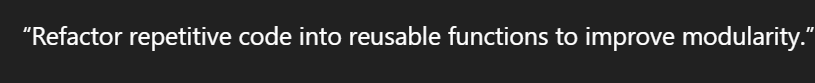 “Refactor repetitive code into reusable functions to improve modularity.”